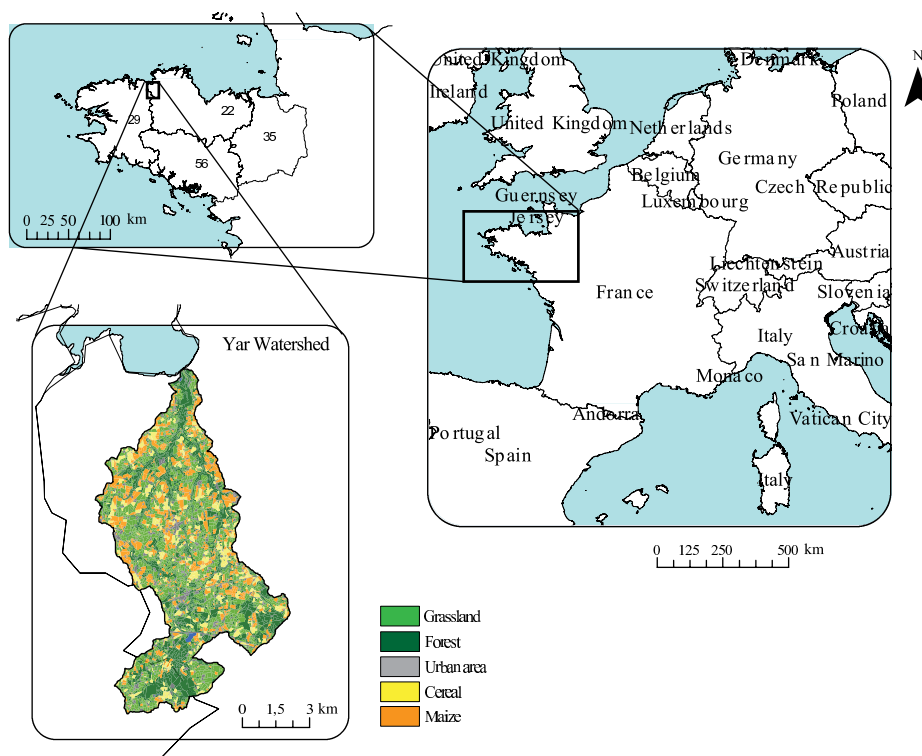 29
22
35
56
0 25 50 100 km
N
United Kingdom
Denmark
Ireland
Poland
United Kingdom
Netherlands
Germany
Belgium
Czech Republic
Guernsey
Luxembourg
Jersey
Austria
Liechtenstein
Switzerland
Slovenia
France
Italy
San Marino
Monaco
Andorra
Vatican City
Portugal
Spain
Italy
0 125 250 500 km
Yar Watershed
0 1,5 3 km
Grassland
Forest
Urban area
Cereal
Maize